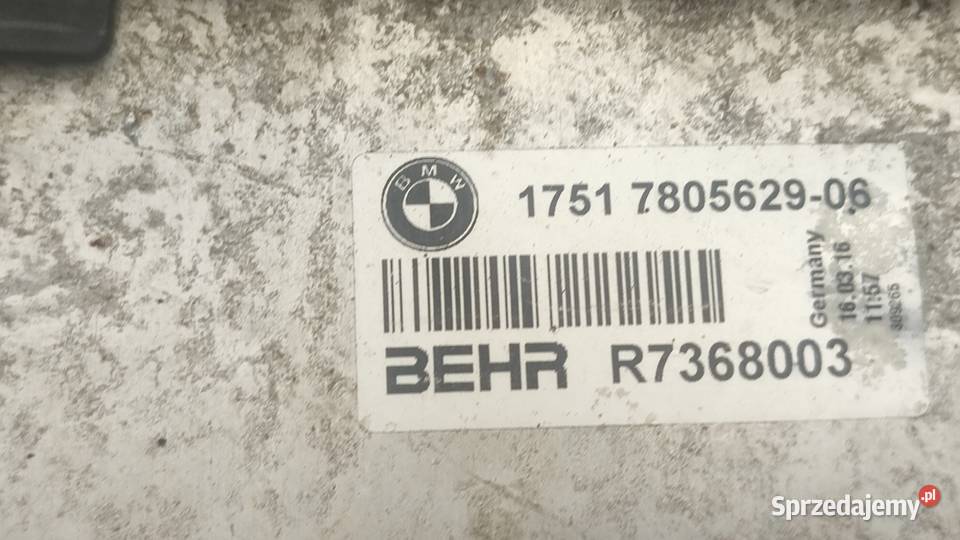 BMW
1751 7805629-06
Germany
16.03.16
11:57
BEHR R7368003
Sprzedajemy.pl